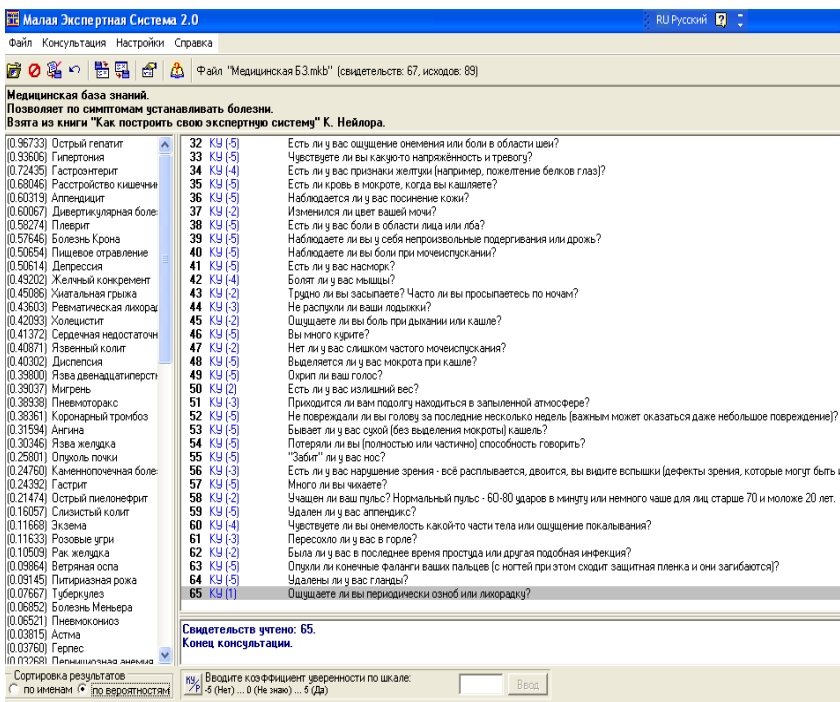 Малая Экспертная Система 2.0
RU Русский
Файл Консультация Настройки Справка
Файл "Медицинская БЗ.mkb" (свидетельств: 67, исходов: 89)
Медицинская база знаний.
Позволяет по симптомам устанавливать болезни.
Взята из книги "Как построить свою экспертную систему" К. Нейлора.
(0.96733) Острый гепатит
(0.93606) Гипертония
(0.72435) Гастроэнтерит
(0.68046) Расстройство кишечник
(0.60319) Аппендицит
(0.60067) Дивертикулярная боле:
(0.58274) Плеврит
(0.57646) Болезнь Крона
(0.50654) Пищевое отравление
(0.50614) Депрессия
(0.49202) Желчный конкремент
(0.45086) Хиатальная грыжа
(0.43603) Ревматическая лихорад
(0.42093) Холецистит
(0.41372) Сердечная недостаточн
(0.40871) Язвенный колит
(0.40302) Диспепсия
(0.39800) Язва двенадцатиперстн
(0.39037) Мигрень
(0.38938) Пневмоторакс
(0.38361) Коронарный тромбоз
(0.31594) Ангина
(0.30346) Язва желудка
(0.25801) Опухоль почки
(0.24760) Каменнопочечная боле:
(0.24392) Гастрит
(0.21474) Острый пиелонефрит
(0.16057) Слизистый колит
(0.11668) Экзема
(0.11633) Розовые угри
(0.10509) Рак желудка
(0.09864) Ветряная оспа
(0.09145) Питириазная рожа
(0.07667) Туберкулез
(0.06852) Болезнь Меньера
(0.06521) Пневмокониоз
(0.03815) Астма
(0.03760) Герпес
(0.03268) Пернициозная анемия
32 КУ (-5) Есть ли у вас ощущение онемения или боли в области шеи?
33 КУ (-5) Чувствуете ли вы какую-то напряжённость и тревогу?
34 КУ (-4) Есть ли у вас признаки желтухи (например, пожелтение белков глаз)?
35 КУ (-5) Есть ли кровь в мокроте, когда вы кашляете?
36 КУ (-5) Наблюдается ли у вас посинение кожи?
37 КУ (-2) Изменился ли цвет вашей мочи?
38 КУ (-5) Есть ли у вас боли в области лица или лба?
39 КУ (-5) Наблюдаете ли вы у себя непроизвольные подергивания или дрожь?
40 КУ (-5) Наблюдаете ли вы боли при мочеиспускании?
41 КУ (-5) Есть ли у вас насморк?
42 КУ (-4) Болят ли у вас мышцы?
43 КУ (-2) Трудно ли вы засыпаете? Часто ли вы просыпаетесь по ночам?
44 КУ (-3) Не распухли ли ваши лодыжки?
45 КУ (-2) Ощущаете ли вы боль при дыхании или кашле?
46 КУ (-5) Вы много курите?
47 КУ (-2) Нет ли у вас слишком частого мочеиспускания?
48 КУ (-5) Выделяется ли у вас мокрота при кашле?
49 КУ (-5) Охрип ли ваш голос?
50 КУ (2) Есть ли у вас излишний вес?
51 КУ (-3) Приходится ли вам подолгу находиться в запыленной атмосфере?
52 КУ (-5) Не повреждали ли вы голову за последние несколько недель (важным может оказаться даже небольшое повреждение)?
53 КУ (-5) Бывает ли у вас сухой (без выделения мокроты) кашель?
54 КУ (-5) Потеряли ли вы (полностью или частично) способность говорить?
55 КУ (-5) "Забит" ли у вас нос?
56 КУ (-3) Есть ли у вас нарушение зрения - всё расплывается, двоится, вы видите вспышки (дефекты зрения, которые могут быть и
57 КУ (-5) Много ли вы чихаете?
58 КУ (-2) Учащен ли ваш пульс? Нормальный пульс - 60-80 ударов в минуту или немного чаще для лиц старше 70 и моложе 20 лет.
59 КУ (-5) Удален ли у вас аппендикс?
60 КУ (-4) Чувствуете ли вы онемелость какой-то части тела или ощущение покалывания?
61 КУ (-3) Пересохло ли у вас в горле?
62 КУ (-2) Была ли у вас в последнее время простуда или другая подобная инфекция?
63 КУ (-5) Опухли ли конечные фаланги ваших пальцев (с ногтей при этом сходит защитная пленка и они загибаются)?
64 КУ (-5) Удалены ли у вас гланды?
65 КУ (1) Ощущаете ли вы периодически озноб или лихорадку?
Свидетельств учтено: 65.
Конец консультации.
Сортировка результатов
по именам по вероятностям
КУ/Р Вводите коэффициент уверенности по шкале:
-5 (Нет) ... 0 (Не знаю) ... 5 (Да)
Ввод